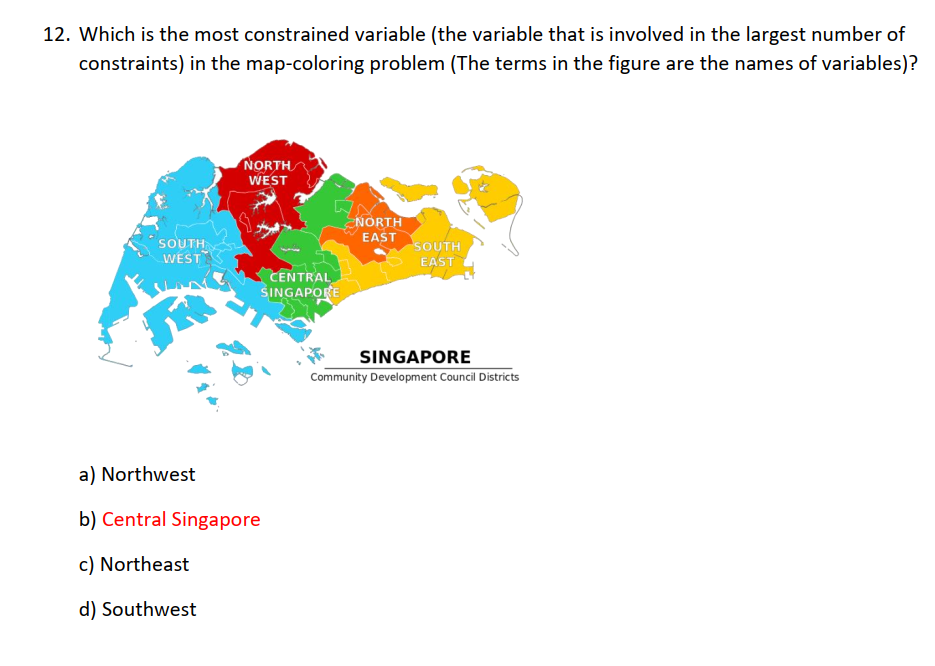 12. Which is the most constrained variable (the variable that is involved in the largest number of
constraints) in the map-coloring problem (The terms in the figure are the names of variables)?
NORTH
WEST
NORTH
EAST
SOUTH
WEST
SOUTH
EAST
CENTRAL
SINGAPORE
SINGAPORE
Community Development Council Districts
a) Northwest
b) Central Singapore
c) Northeast
d) Southwest